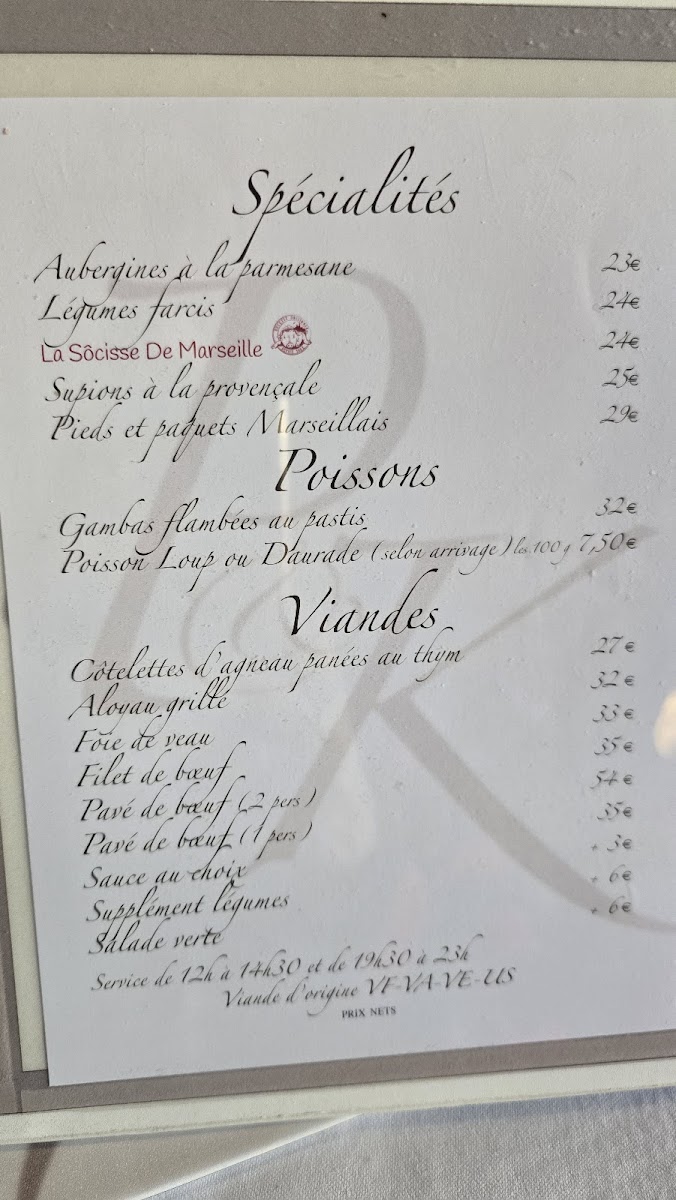 Spécialités
Aubergines à la parmesane 23€
Légumes farcis 24€
La Sôcisse De Marseille 24€
Supions à la provençale 25€
Pieds et paquets Marseillais 29€
Poissons
Gambas flambées au pastis 32€
Poisson Loup ou Daurade (selon arrivage) les 100 g 7,50€
Viandes
Côtelettes d'agneau panées au thym 27€
Aloyau grillé 32€
Foie de veau 33€
Filet de bœuf 35€
Pavé de bœuf (2 pers) 54€
Pavé de bœuf (1 pers) 35€
Sauce au choix + 3€
Supplément légumes + 6€
Salade verte + 6€
Service de 12h à 14h30 et de 19h30 à 23h
Viande d'origine VF-VA-VE-US
PRIX NETS